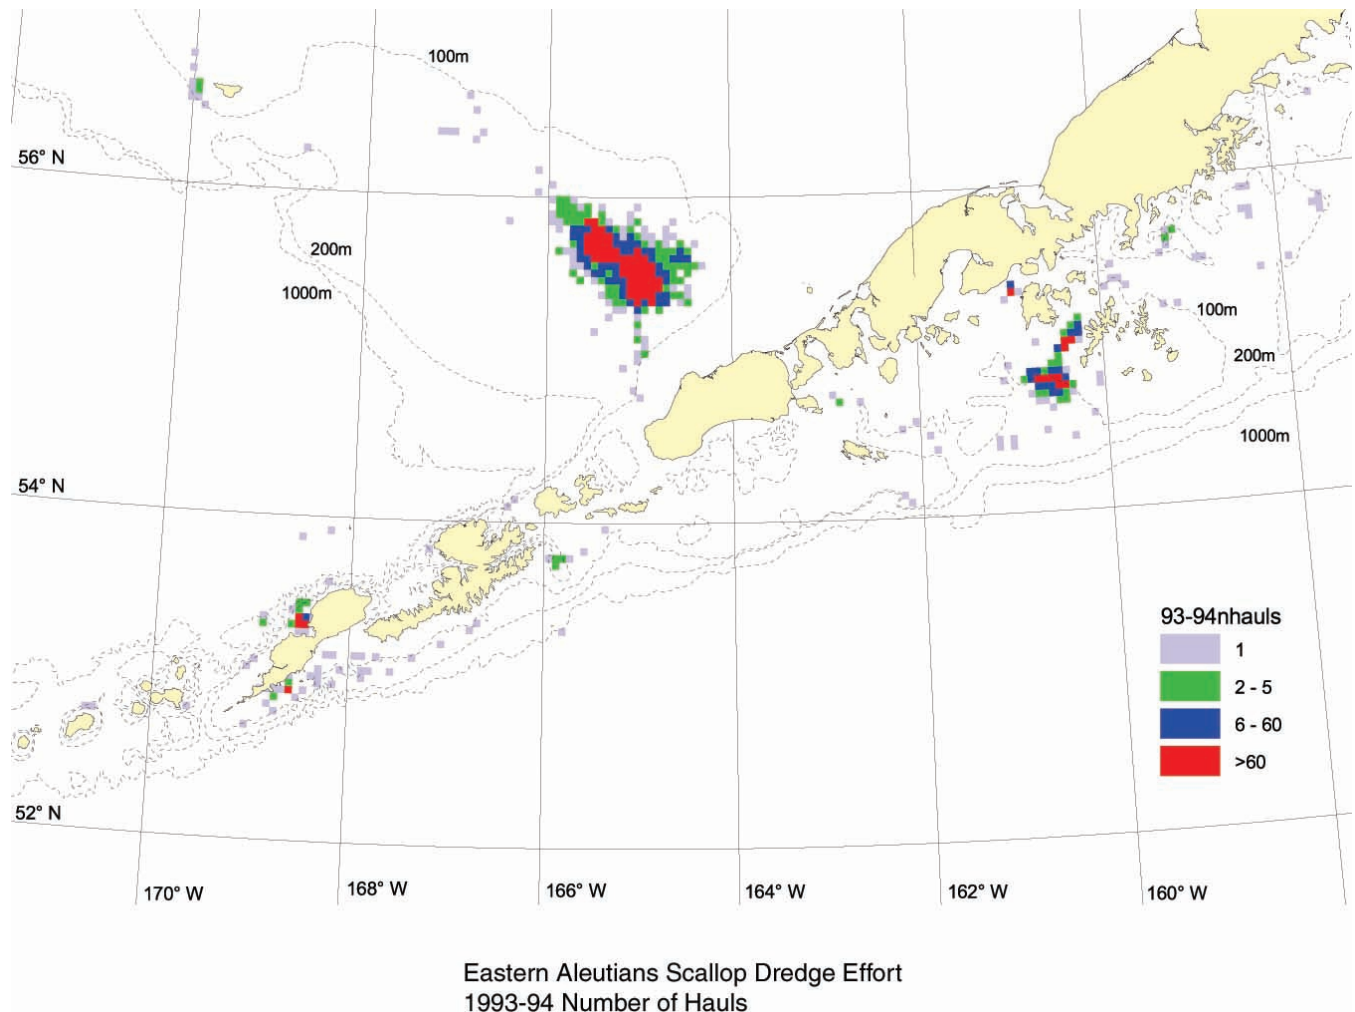 100m
56° N
200m
1000m
100m
200m
1000m
54° N
93-94nhauls
1
2 - 5
6 - 60
>60
52° N
170° W
168° W
166° W
164° W
162° W
160° W
Eastern Aleutians Scallop Dredge Effort
1993-94 Number of Hauls